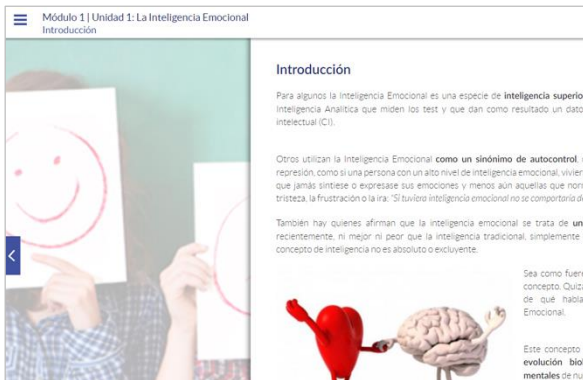 Módulo 1 | Unidad 1: La Inteligencia Emocional
Introducción
Introducción
Para algunos la Inteligencia Emocional es una especie de inteligencia superio
Inteligencia Analítica que miden los test y que dan como resultado un dato
intelectual (CI).
Otros utilizan la Inteligencia Emocional como un sinónimo de autocontrol,
represión, como si una persona con un alto nivel de inteligencia emocional, vivier
que jamás sintiese o expresase sus emociones y menos aún aquellas que nor
tristeza, la frustración o la ira: "Si tuviera inteligencia emocional no se comportaría de
También hay quienes afirman que la inteligencia emocional se trata de un
recientemente, ni mejor ni peor que la inteligencia tradicional, simplemente
concepto de inteligencia no es absoluto o excluyente.
Sea como fuere
concepto. Quizá
de qué habla
Emocional.
Este concepto
evolución biol
mentales de nu